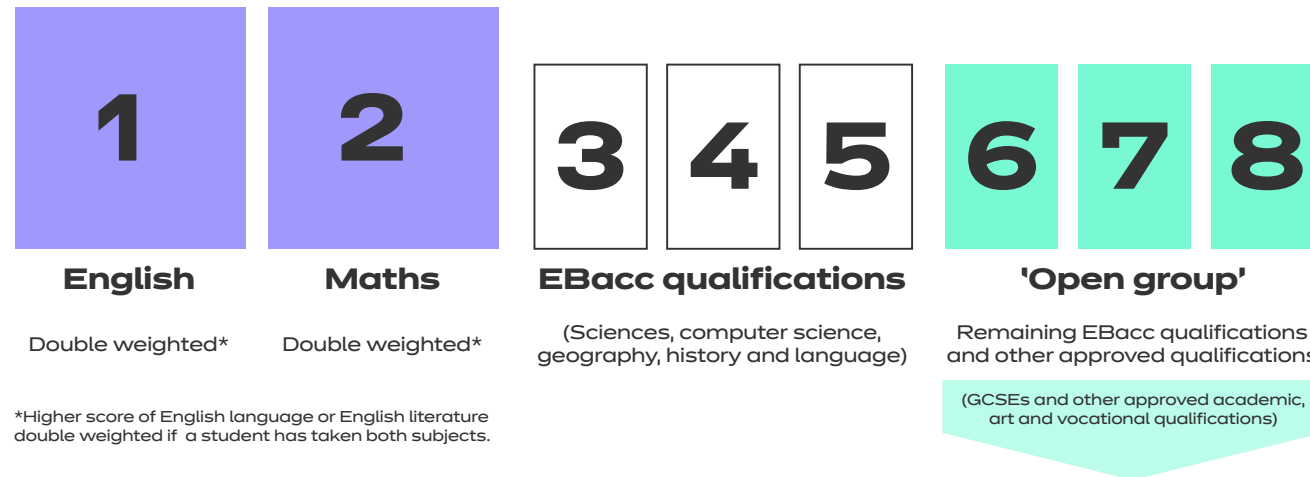 1
2
3 4 5
6 7 8
English
Maths
EBacc qualifications
'Open group'
Double weighted*
Double weighted*
(Sciences, computer science,
geography, history and language)
Remaining EBacc qualifications
and other approved qualifications
(GCSEs and other approved academic,
art and vocational qualifications)
*Higher score of English language or English literature
double weighted if a student has taken both subjects.